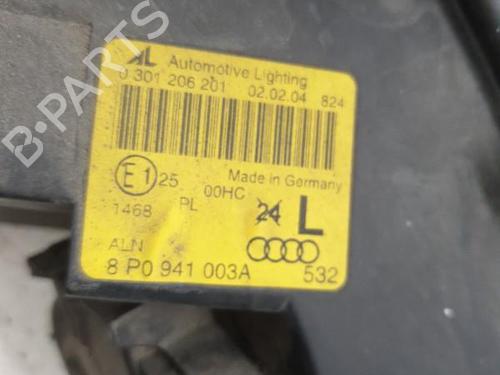 AL Automotive Lighting
0 301 206 201 02.02.04 824
E1 25 00HC Made in Germany
1468 PL 24 L
ALN
8 P0 941 003A 532
B-PARTS